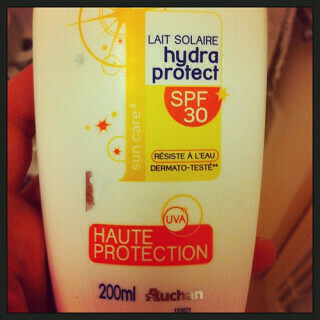 LAIT SOLAIRE
hydra
protect
SPF
30
sun care*
RÉSISTE À L'EAU
DERMATO-TESTÉ**
UVA
HAUTE
PROTECTION
200ml Auchan